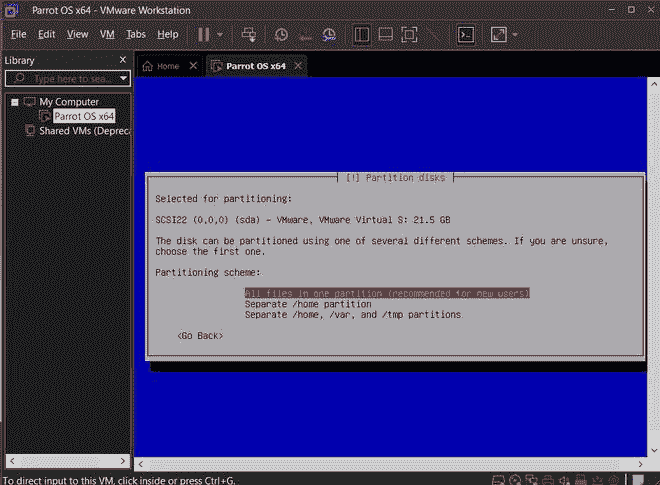 Parrot OS x64 - VMware Workstation
File Edit View VM Tabs Help
Library
Type here to sea...
My Computer
Parrot OS x64
Shared VMs (Depreca
Home
Parrot OS x64
[!] Partition disks
Selected for partitioning:
SCSI22 (0,0,0) (sda) - VMware, VMware Virtual S: 21.5 GB
The disk can be partitioned using one of several different schemes. If you are unsure,
choose the first one.
Partitioning scheme:
All files in one partition (recommended for new users)
Separate /home partition
Separate /home, /var, and /tmp partitions
<Go Back>
To direct input to this VM, click inside or press Ctrl+G.